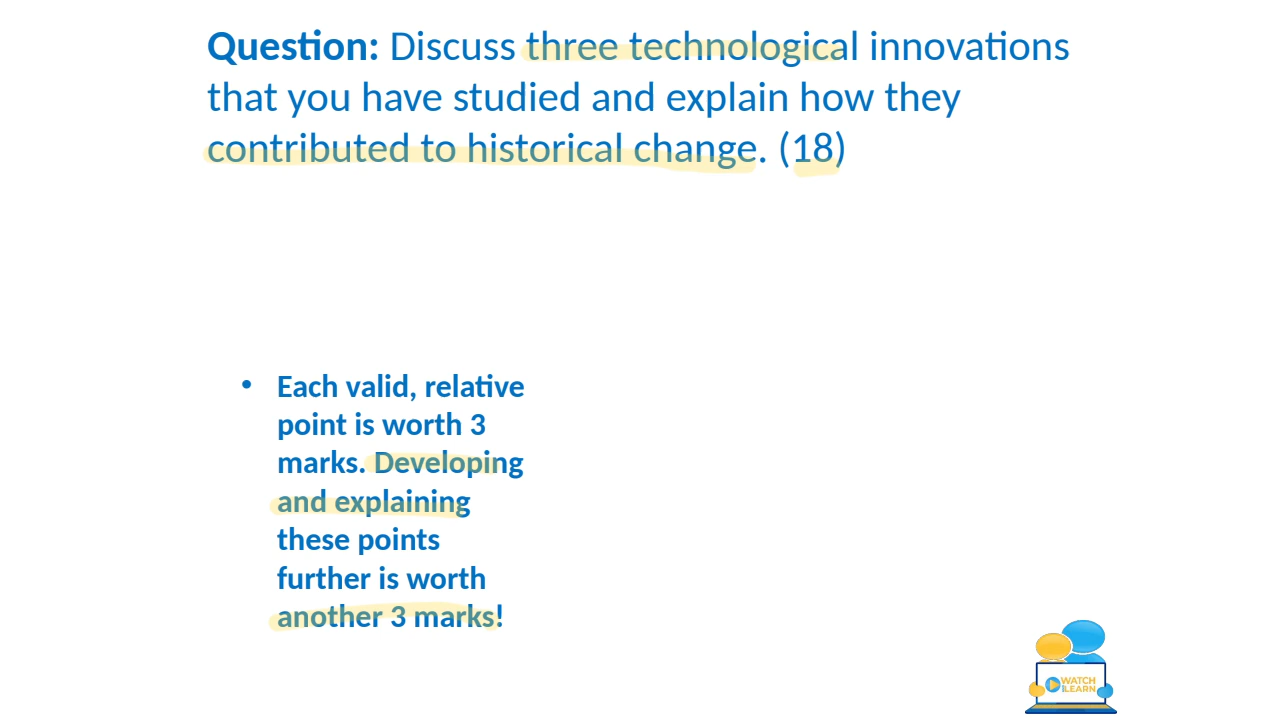 Question: Discuss three technological innovations
that you have studied and explain how they
contributed to historical change. (18)
• Each valid, relative
point is worth 3
marks. Developing
and explaining
these points
further is worth
another 3 marks!
WATCH
LEARN